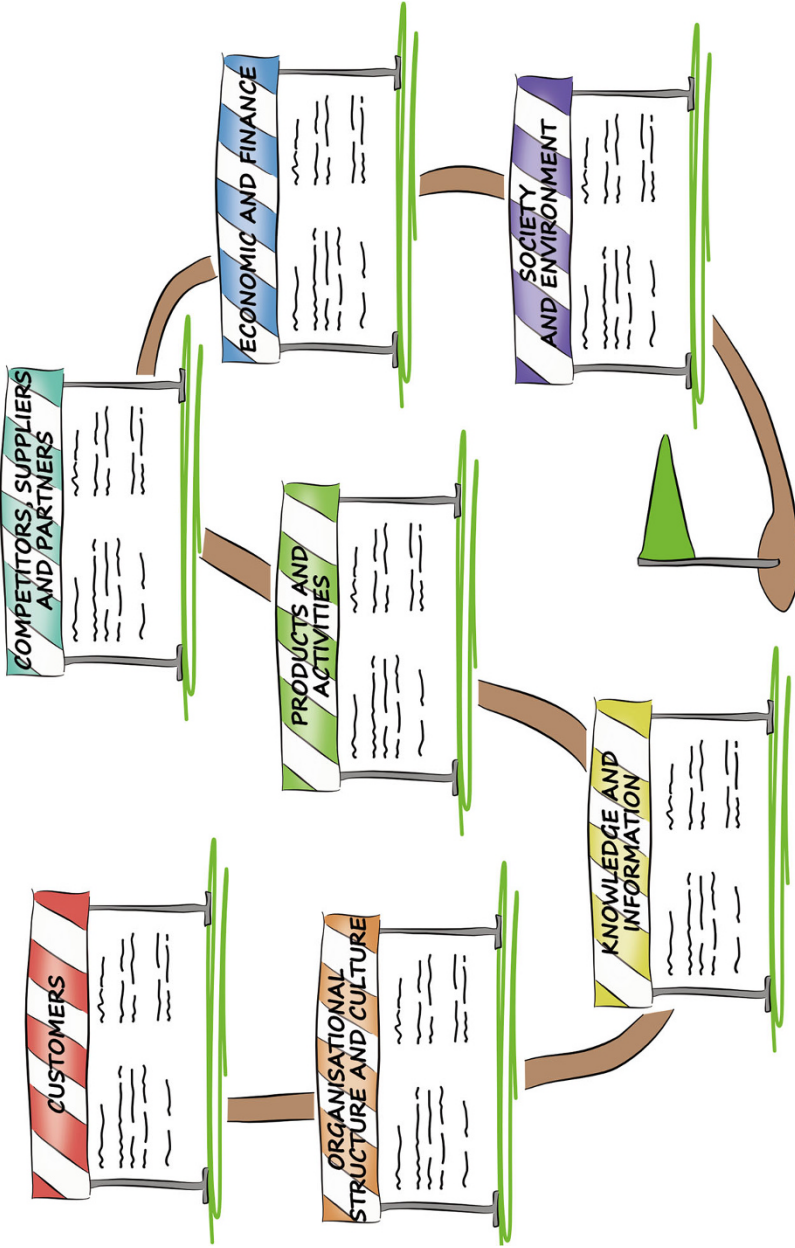 CUSTOMERS
ORGANISATIONAL
STRUCTURE AND CULTURE
KNOWLEDGE AND
INFORMATION
PRODUCTS AND
ACTIVITIES
COMPETITORS, SUPPLIERS
AND PARTNERS
ECONOMIC AND FINANCE
SOCIETY
AND ENVIRONMENT